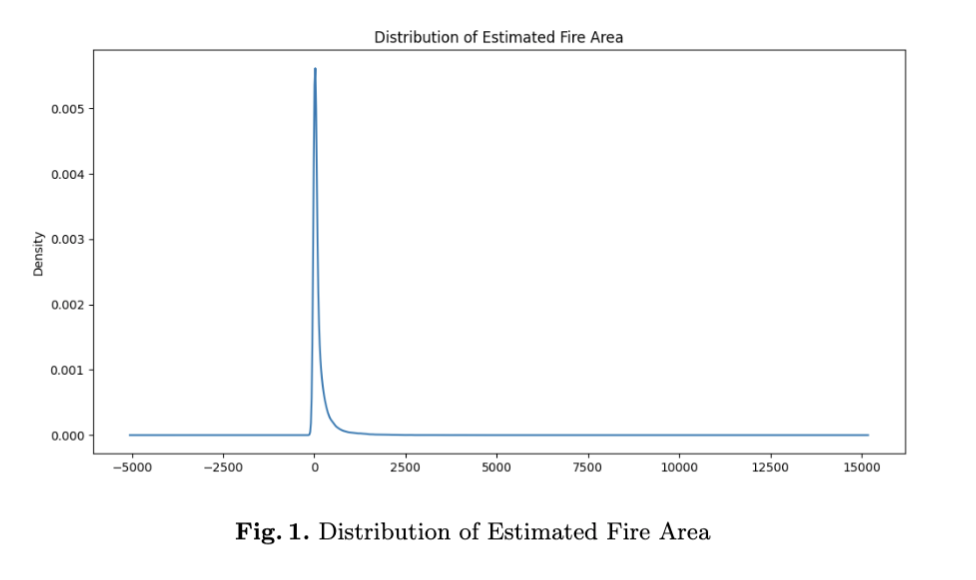 Distribution of Estimated Fire Area
0.005
0.004
0.003
0.002
0.001
0.000
Density
−5000 −2500 0 2500 5000 7500 10000 12500 15000
Fig. 1. Distribution of Estimated Fire Area